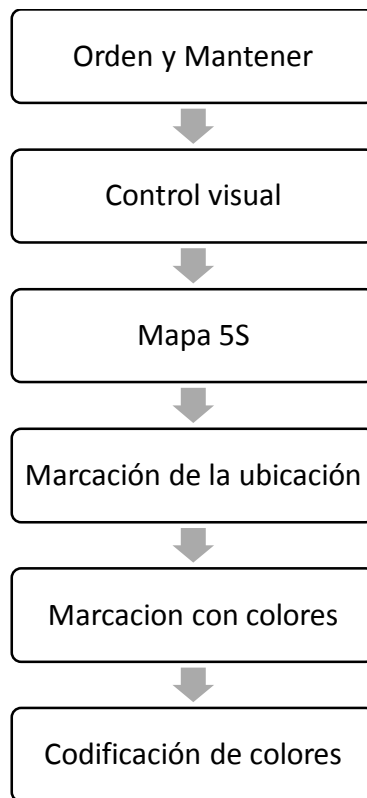 Orden y Mantener
Control visual
Mapa 5S
Marcación de la ubicación
Marcacion con colores
Codificación de colores